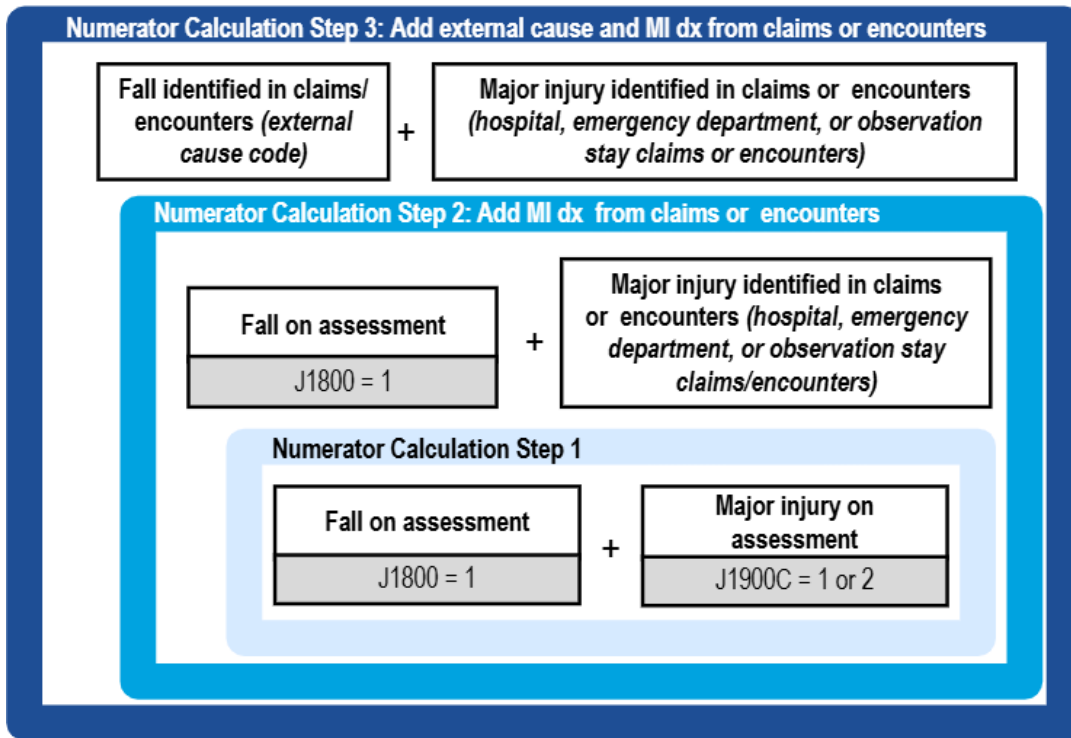 Numerator Calculation Step 3: Add external cause and MI dx from claims or encounters
Fall identified in claims/
encounters (external
cause code)
+
Major injury identified in claims or encounters
(hospital, emergency department, or observation
stay claims or encounters)
Numerator Calculation Step 2: Add MI dx from claims or encounters
Fall on assessment
J1800 = 1
+
Major injury identified in claims
or encounters (hospital, emergency
department, or observation stay
claims/encounters)
Numerator Calculation Step 1
Fall on assessment
J1800 = 1
+
Major injury on
assessment
J1900C = 1 or 2